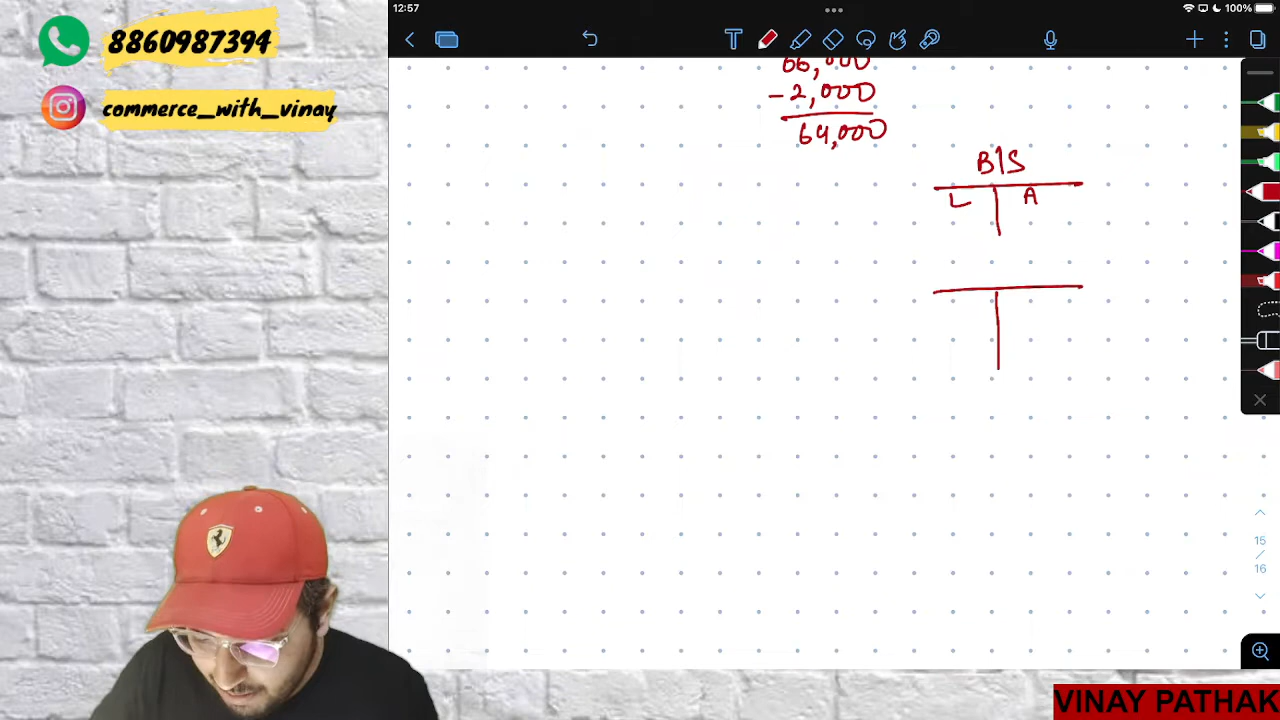 12:57
100%
8860987394
commerce_with_vinay
66,000
-2,000
64,000
B/S
L A
15
/
16
VINAY PATHAK